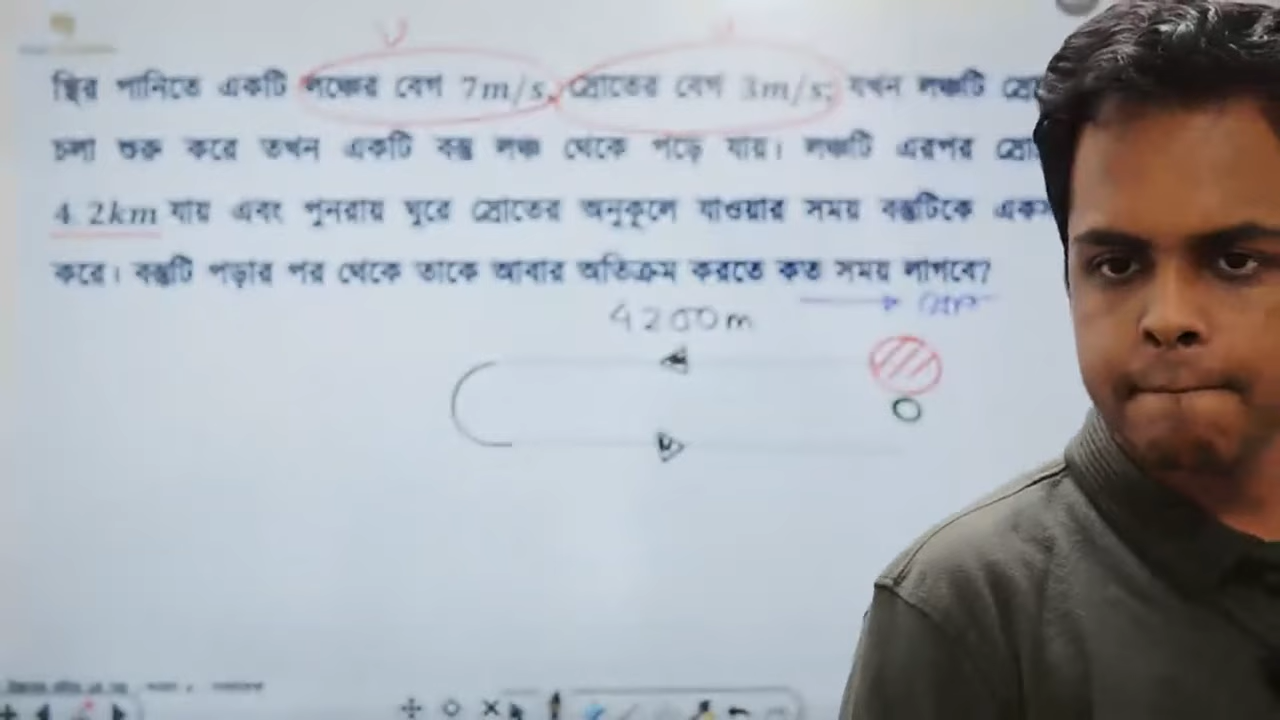 স্থির পানিতে একটি লঞ্চের বেগ 7m/s, স্রোতের বেগ 3m/s; যখন লঞ্চটি
চলা শুরু করে তখন একটি বস্তু লঞ্চ থেকে পড়ে যায়। লঞ্চটি এরপর
4.2km যায় এবং পুনরায় ঘুরে স্রোতের অনুকূলে যাওয়ার সময় বস্তুটিকে
করে। বস্তুটি পড়ার পর থেকে তাকে আবার অতিক্রম করতে কত সময় লাগবে?
4200m